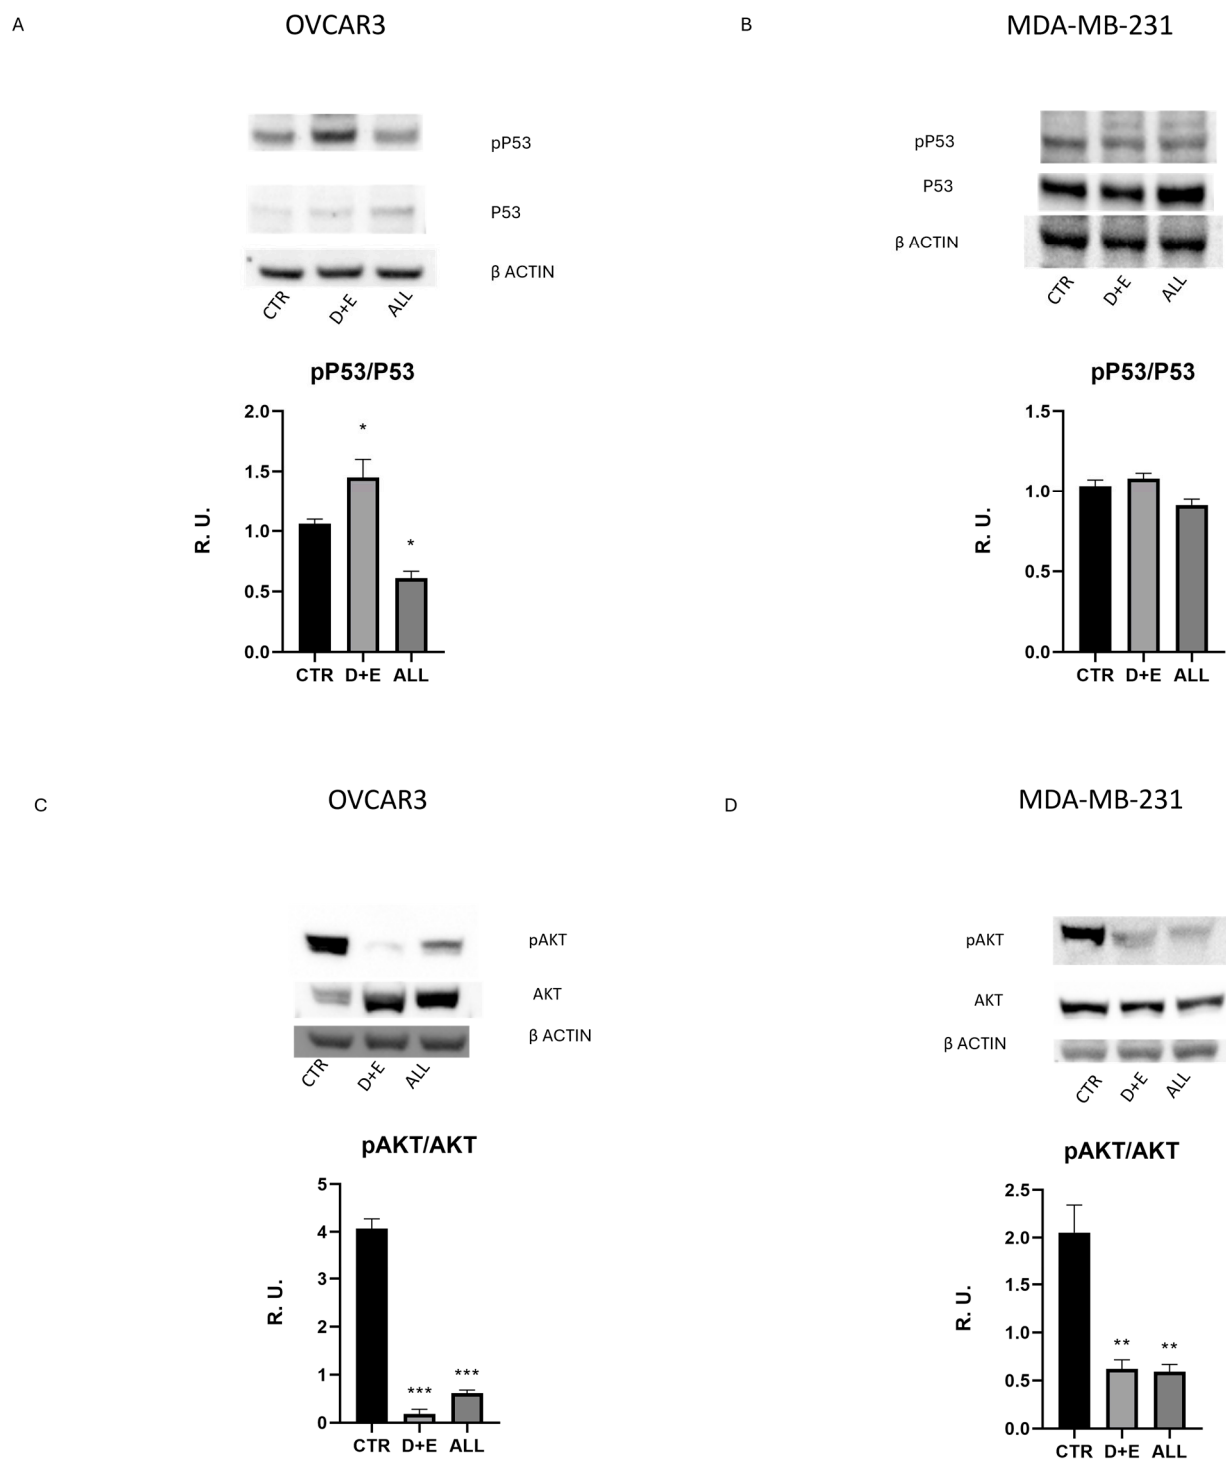 A
OVCAR3
pP53
P53
β ACTIN
CTR
D+E
ALL
pP53/P53
2.0
1.5
1.0
0.5
0.0
R. U.
*
*
CTR D+E ALL
B
MDA-MB-231
pP53
P53
β ACTIN
CTR
D+E
ALL
pP53/P53
1.5
1.0
0.5
0.0
R. U.
CTR D+E ALL
C
OVCAR3
pAKT
AKT
β ACTIN
CTR
D+E
ALL
pAKT/AKT
5
4
3
2
1
0
R. U.
***
***
CTR D+E ALL
D
MDA-MB-231
pAKT
AKT
β ACTIN
CTR
D+E
ALL
pAKT/AKT
2.5
2.0
1.5
1.0
0.5
0.0
R. U.
**
**
CTR D+E ALL